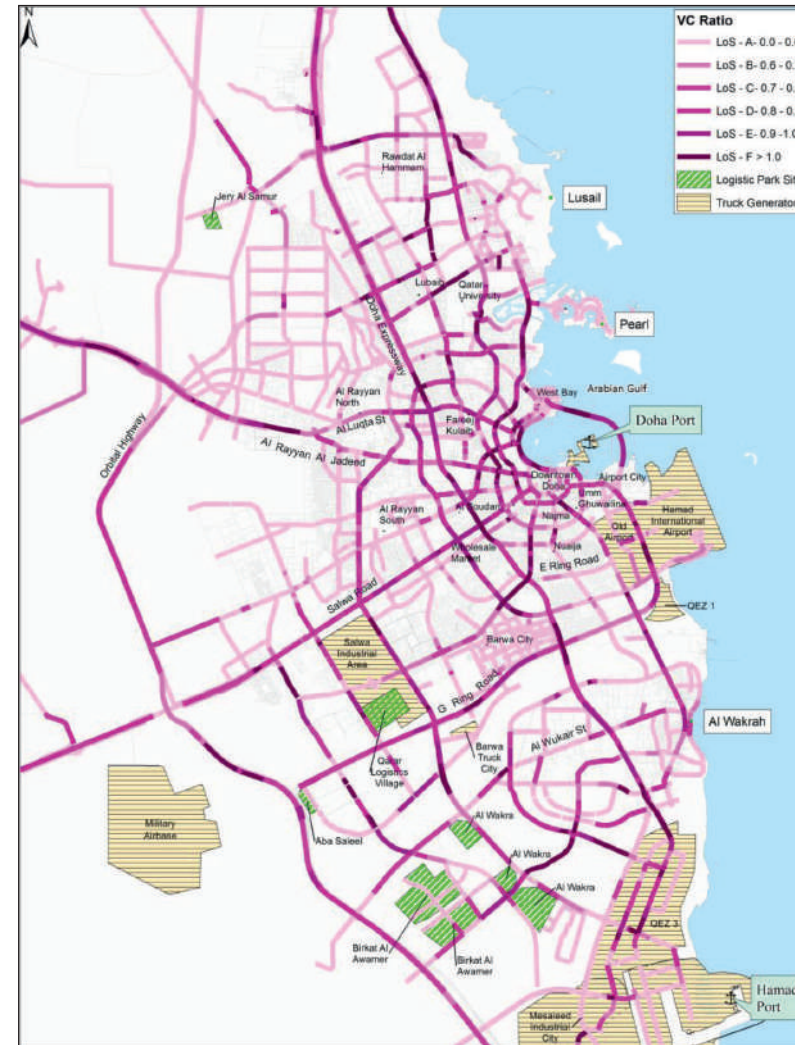 N
VC Ratio
LoS - A- 0.0 - 0.
LoS - B- 0.6 - 0.
LoS - C- 0.7 - 0.
LoS - D- 0.8 - 0.
LoS - E- 0.9 -1.0
LoS - F > 1.0
Logistic Park Sit
Truck Generator
Rawdat Al
Hammam
Jery Al Samur
Lusail
Lubaib
Qatar
University
Doha Expressway
Pearl
West Bay
Arabian Gulf
Al Rayyan
North
Al Luqta St
Fareej
Kulaib
Doha Port
Orbital Highway
Al Rayyan Al Jadeed
Downtown
Doha
Airport City
Umm
Ghuwailina
Hamad
International
Airport
Al Rayyan
South
Al Soudan
Najma
Old
Airport
Wholesale
Market
Nuaija
E Ring Road
Salwa Road
QEZ 1
Salwa
Industrial
Area
Barwa City
G Ring Road
Al Wakrah
Al Wukair St
Qatar
Logistics
Village
Barwa
Truck
City
Military
Airbase
Aba Saleel
Al Wakra
Al Wakra
Al Wakra
QEZ 3
Birkat Al
Awamer
Birkat Al
Awamer
Hamad
Port
Mesaieed
Industrial
City